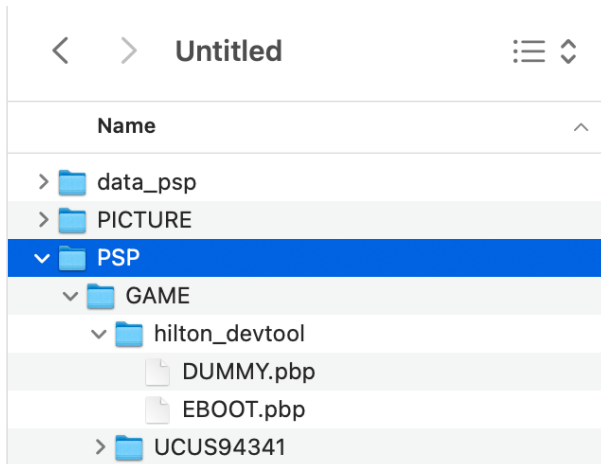 Untitled
Name
data_psp
PICTURE
PSP
GAME
hilton_devtool
DUMMY.pbp
EBOOT.pbp
UCUS94341